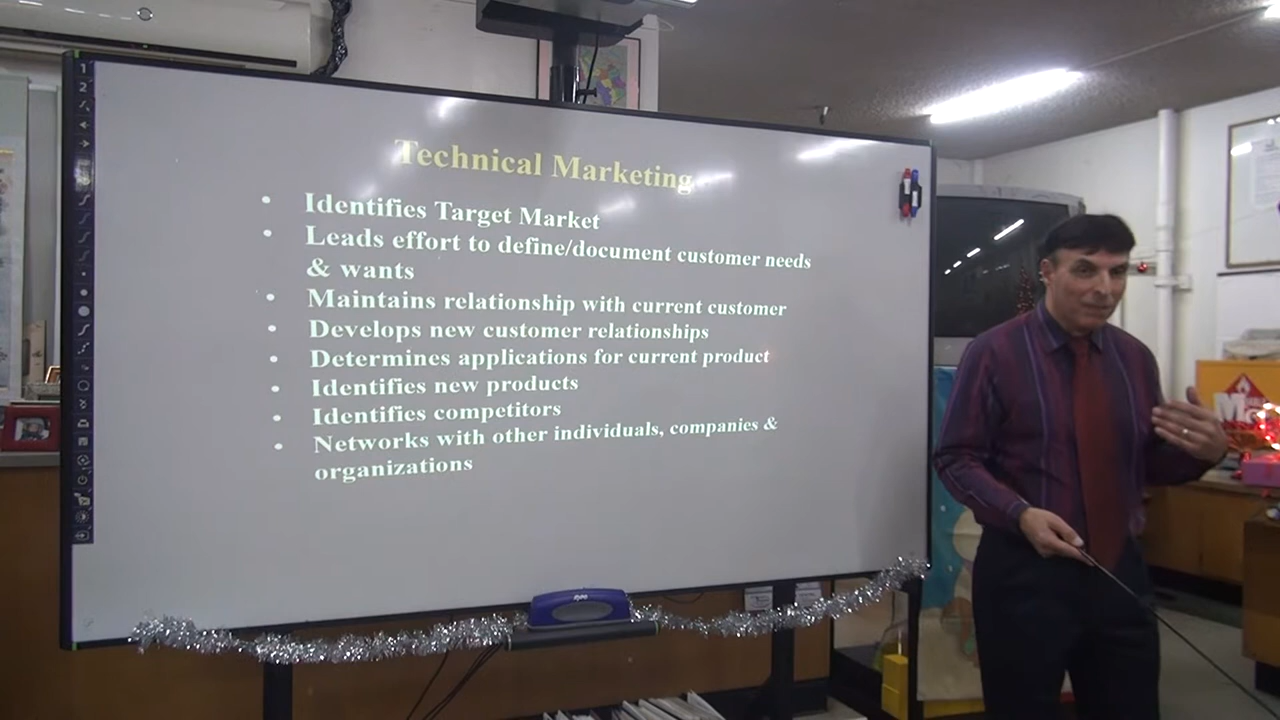 1
2
Technical Marketing
• Identifies Target Market
• Leads effort to define/document customer needs
& wants
• Maintains relationship with current customer
• Develops new customer relationships
• Determines applications for current product
• Identifies new products
• Identifies competitors
• Networks with other individuals, companies &
organizations